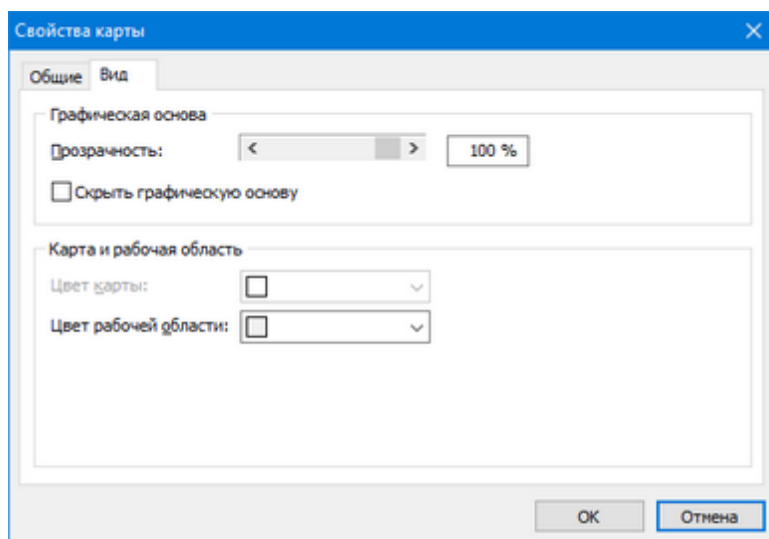 Свойства карты
Общие Вид
Графическая основа
Прозрачность: 100 %
Скрыть графическую основу
Карта и рабочая область
Цвет карты:
Цвет рабочей области:
ОК Отмена